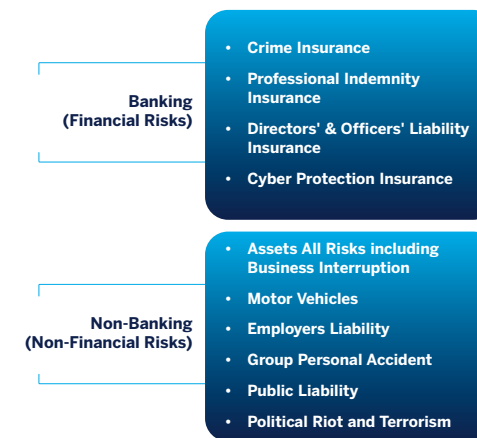 Banking
(Financial Risks)
• Crime Insurance
• Professional Indemnity
Insurance
• Directors' & Officers' Liability
Insurance
• Cyber Protection Insurance
Non-Banking
(Non-Financial Risks)
• Assets All Risks including
Business Interruption
• Motor Vehicles
• Employers Liability
• Group Personal Accident
• Public Liability
• Political Riot and Terrorism